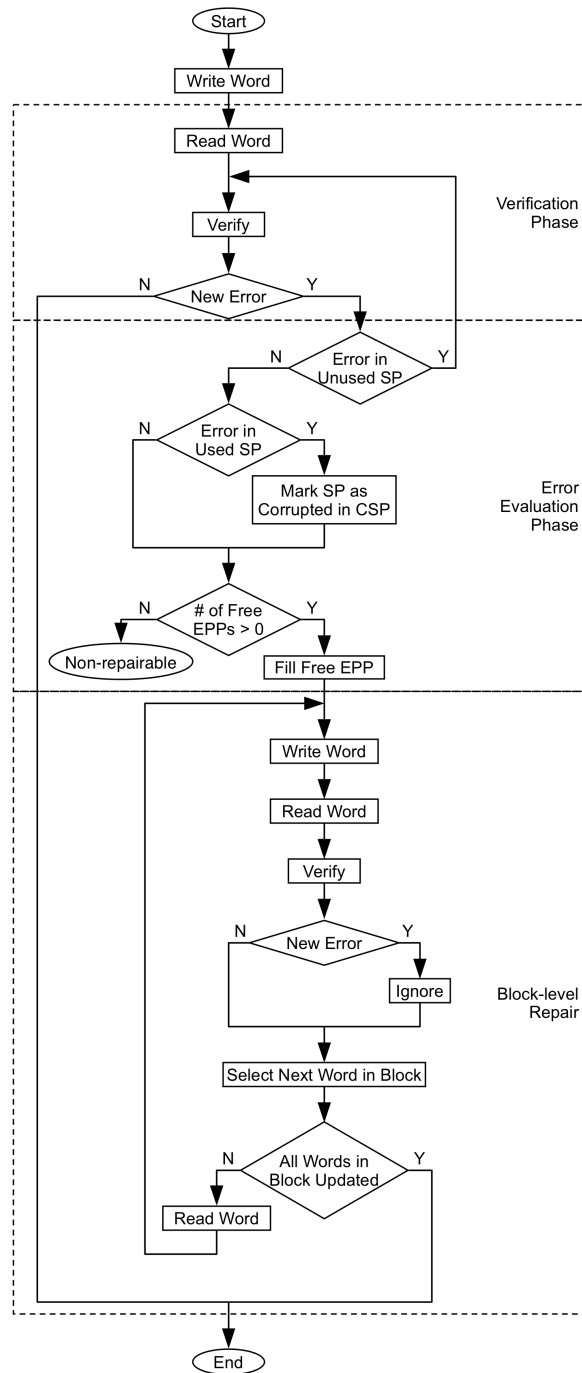 Start
Write Word
Read Word
Verification
Phase
Verify
N
Y
New Error
N
Y
Error in
Unused SP
N
Y
Error in
Used SP
Mark SP as
Corrupted in CSP
Error
Evaluation
Phase
N
Y
# of Free
EPPs > 0
Non-repairable
Fill Free EPP
Write Word
Read Word
Verify
N
Y
New Error
Ignore
Block-level
Repair
Select Next Word in Block
N
Y
All Words in
Block Updated
Read Word
End